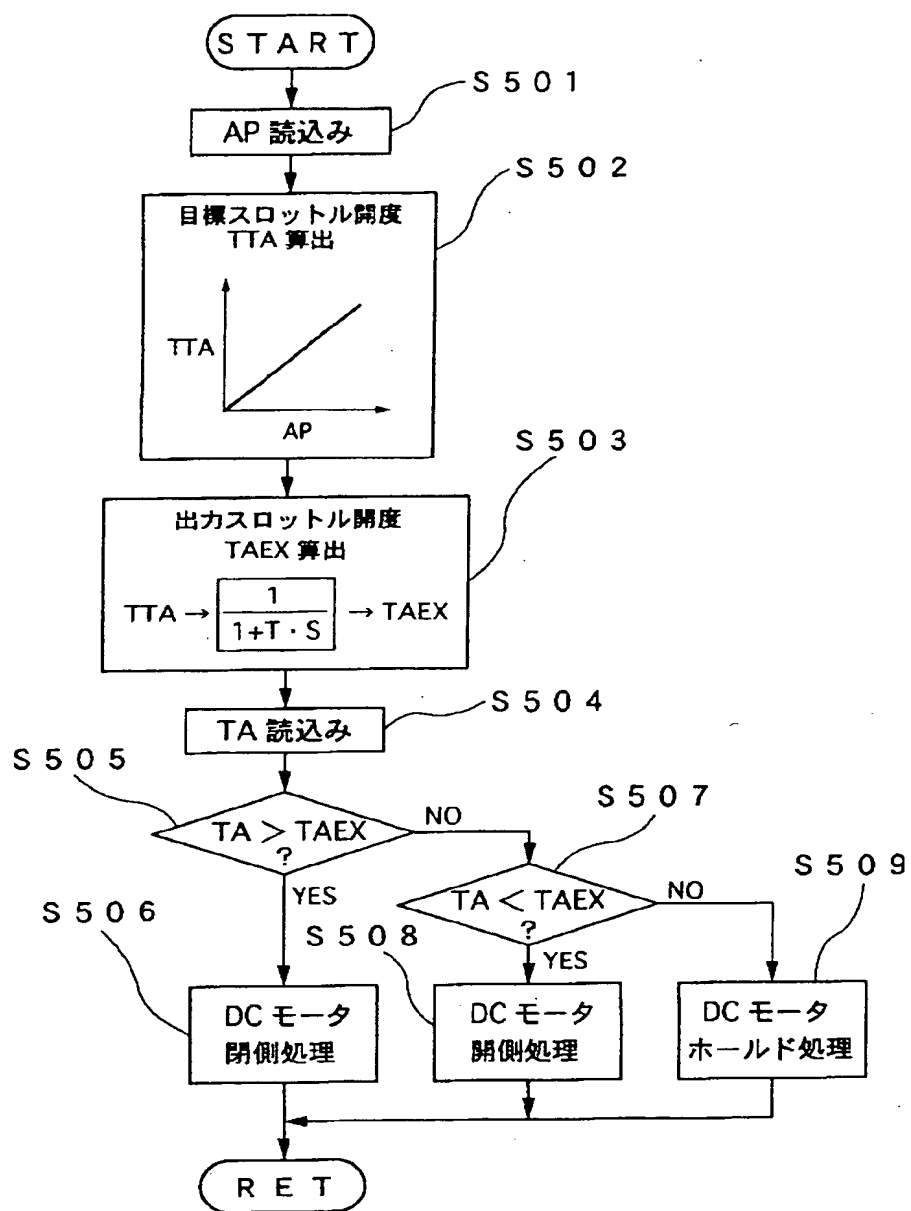 START
S501
AP 読込み
S502
目標スロットル開度
TTA 算出
TTA
AP
S503
出力スロットル開度
TAEX 算出
TTA → 1 / 1+T・S → TAEX
S504
TA 読込み
S505
TA > TAEX
?
NO
YES
S507
TA < TAEX
?
NO
YES
S506
DC モータ
閉側処理
S508
DC モータ
開側処理
S509
DC モータ
ホールド処理
RET